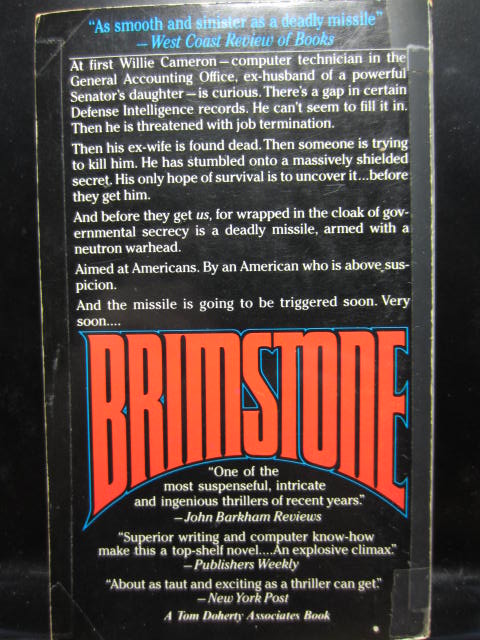 "As smooth and sinister as a deadly missile"
—West Coast Review of Books
At first Willie Cameron—computer technician in the
General Accounting Office, ex-husband of a powerful
Senator's daughter—is curious. There's a gap in certain
Defense Intelligence records. He can't seem to fill it in.
Then he is threatened with job termination.
Then his ex-wife is found dead. Then someone is trying
to kill him. He has stumbled onto a massively shielded
secret. His only hope of survival is to uncover it...before
they get him.
And before they get us, for wrapped in the cloak of gov-
ernmental secrecy is a deadly missile, armed with a
neutron warhead.
Aimed at Americans. By an American who is above sus-
picion.
And the missile is going to be triggered soon. Very
soon....
BRIMSTONE
"One of the
most suspenseful, intricate
and ingenious thrillers of recent years."
—John Barkham Reviews
"Superior writing and computer know-how
make this a top-shelf novel....An explosive climax."
—Publishers Weekly
"About as taut and exciting as a thriller can get."
—New York Post
A Tom Doherty Associates Book